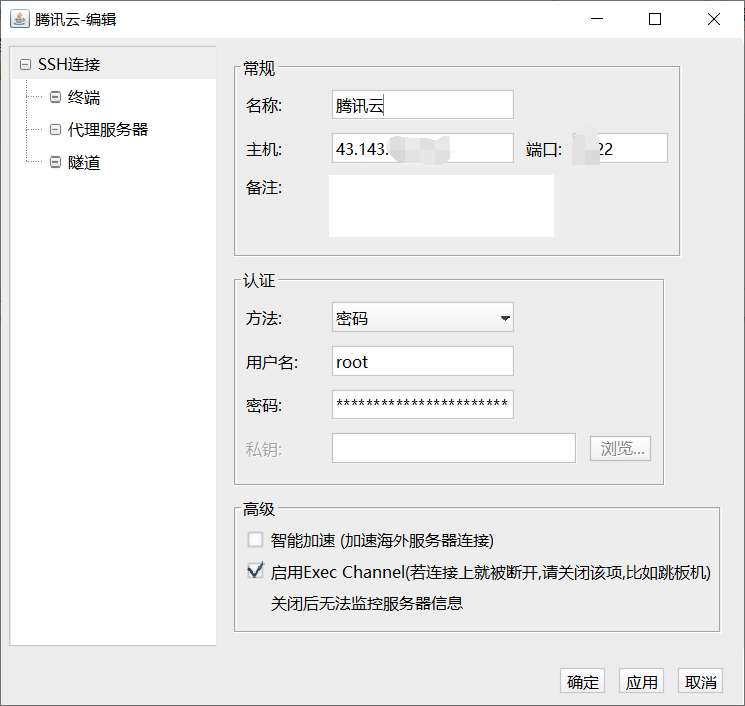 腾讯云-编辑
SSH连接
终端
代理服务器
隧道
常规
名称: 腾讯云
主机: 43.143. 端口: 22
备注:
认证
方法: 密码
用户名: root
密码: ***********************
私钥: 浏览...
高级
智能加速 (加速海外服务器连接)
启用Exec Channel(若连接上就被断开,请关闭该项,比如跳板机)
关闭后无法监控服务器信息
确定 应用 取消